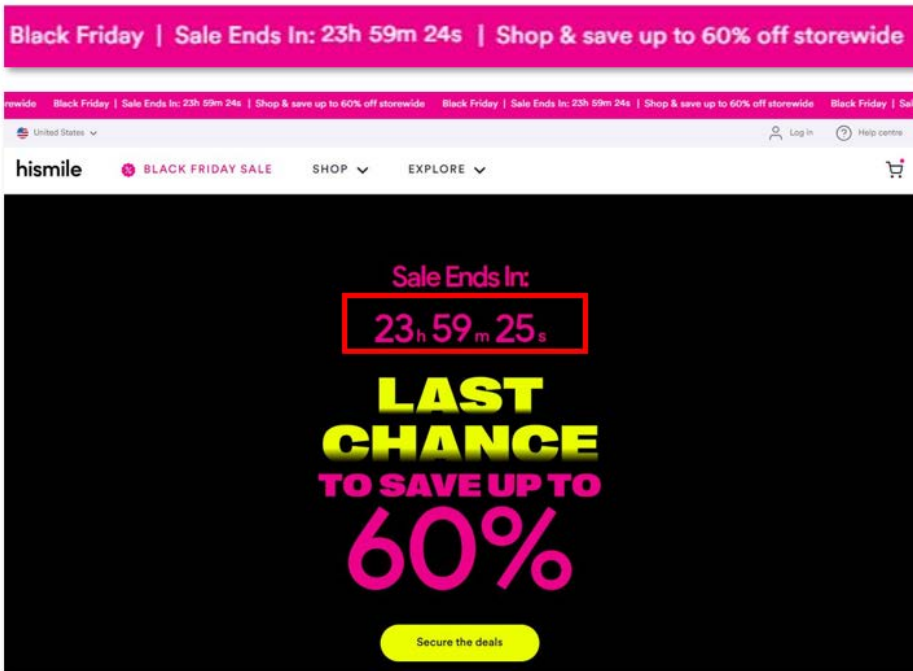 Black Friday | Sale Ends In: 23h 59m 24s | Shop & save up to 60% off storewide
rewide Black Friday | Sale Ends In: 23h 59m 24s | Shop & save up to 60% off storewide Black Friday | Sale Ends In: 23h 59m 24s | Shop & save up to 60% off storewide Black Friday | Sal
United States Log in Help centre
hismile BLACK FRIDAY SALE SHOP EXPLORE
Sale Ends In:
23h 59m 25s
LAST
CHANCE
TO SAVE UP TO
60%
Secure the deals